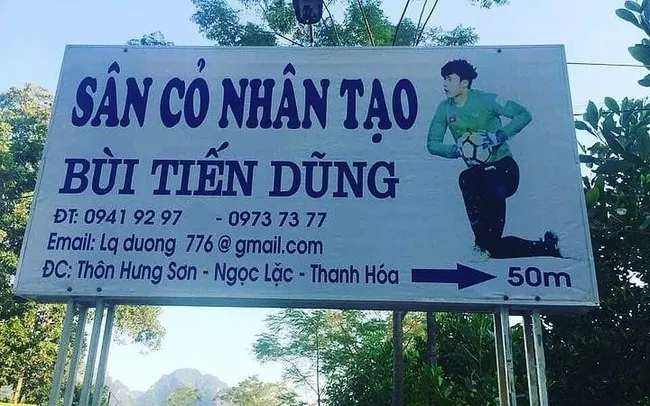 SÂN CỎ NHÂN TẠO
BÙI TIẾN DŨNG
ĐT: 0941 92 97 - 0973 73 77
Email: Lq duong 776 @ gmail.com
ĐC: Thôn Hưng Sơn - Ngọc Lặc - Thanh Hóa 50m